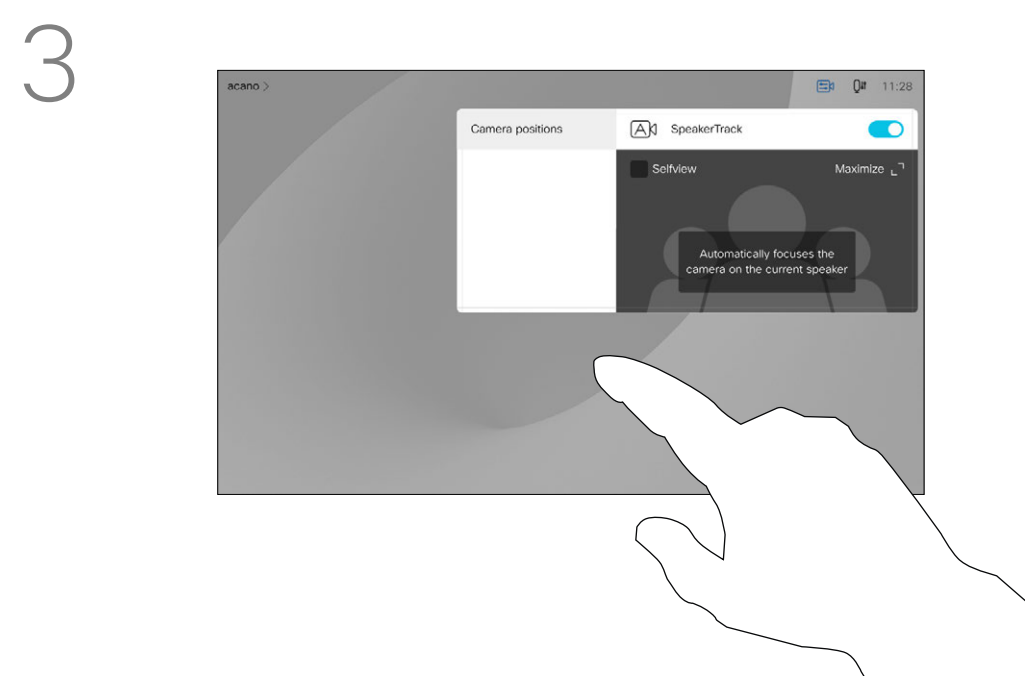 3
acano >
11:28
Camera positions
SpeakerTrack
Selfview
Maximize
Automatically focuses the
camera on the current speaker